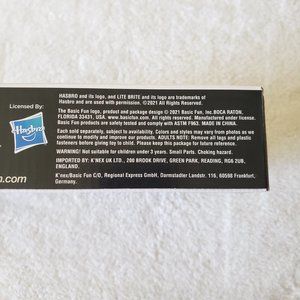 HASBRO and its logo, and LITE BRITE and its logo are trademarks of
Hasbro and are used with permission. ©2021 All Rights Reserved.
The Basic Fun logo, product and package design © 2021 Basic Fun, Inc. BOCA RATON,
FLORIDA 33431, USA. www.basicfun.com. All rights reserved. Manufactured under license.
Basic Fun products are safety tested and comply with ASTM F963. MADE IN CHINA.
Each sold separately, subject to availability. Colors and styles may vary from photos as we
continue to improve our products. ADULTS NOTE: Remove all tags and plastic
fasteners before giving toy to child. Please keep this package for future reference.
WARNING! Not suitable for children under 3 years. Small Parts. Choking hazard.
IMPORTED BY: K'NEX UK LTD., 200 BROOK DRIVE, GREEN PARK, READING, RG6 2UB,
ENGLAND.
K'nex/Basic Fun C/O, Regional Express GmbH, Darmstadter Landstr. 116, 60598 Frankfurt,
Germany.
Licensed By:
Hasbro
.com